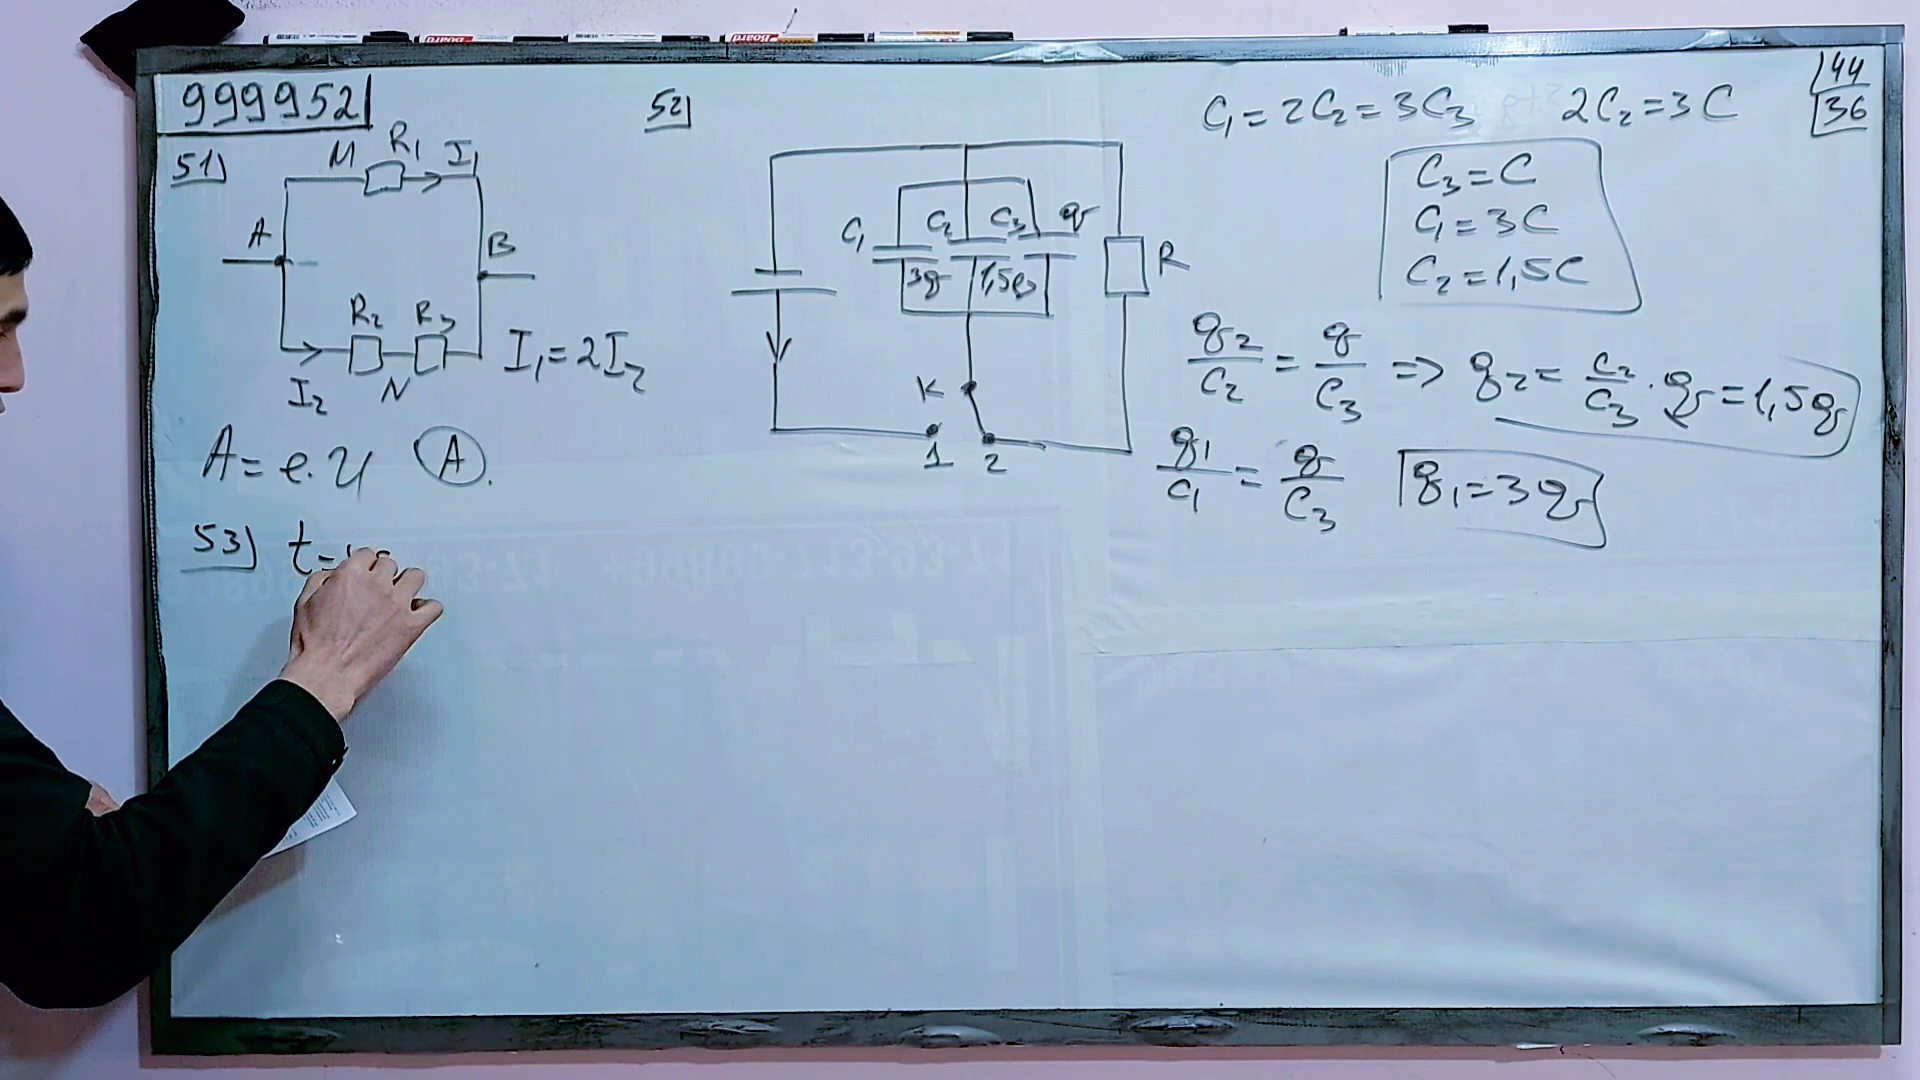 999952
44
36
51)
M R₁ I₁
A
B
R₂ R₃
I₂ N
I₁ = 2I₂
A = e·U (A).
52)
C₁ C₂ C₃ q
3q 1,5q
R
K
1 2
C₁ = 2C₂ = 3C₃ 2C₂ = 3C
C₃ = C
C₁ = 3C
C₂ = 1,5C
q₂/C₂ = q/C₃ => q₂ = C₂/C₃ · q = 1,5q
q₁/C₁ = q/C₃ q₁ = 3q
53) t =